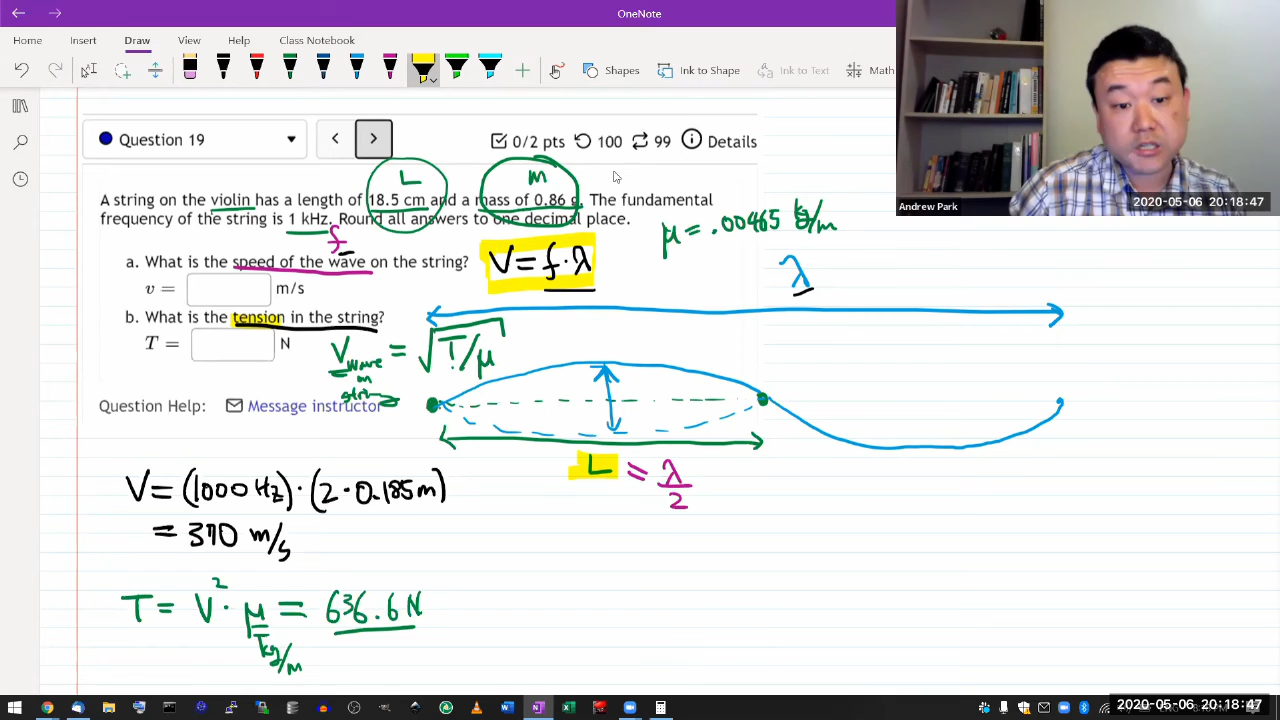 OneNote
Home Insert Draw View Help Class Notebook
Shapes Ink to Shape Ink to Text Math
Question 19 0/2 pts 100 99 Details
L m
A string on the violin has a length of 18.5 cm and a mass of 0.86 g. The fundamental
frequency of the string is 1 kHz. Round all answers to one decimal place.
f
μ = .00465 kg/m
a. What is the speed of the wave on the string?
V = f·λ
λ
v = m/s
b. What is the tension in the string?
T = N
V wave in string = √T/μ
Question Help: Message instructor
L = λ/2
V = (1000 Hz)·(2·0.185m)
= 370 m/s
T = V²·μ = 636.6 N
kg/m
Andrew Park
2020-05-06 20:18:47
2020-05-06 20:18:47